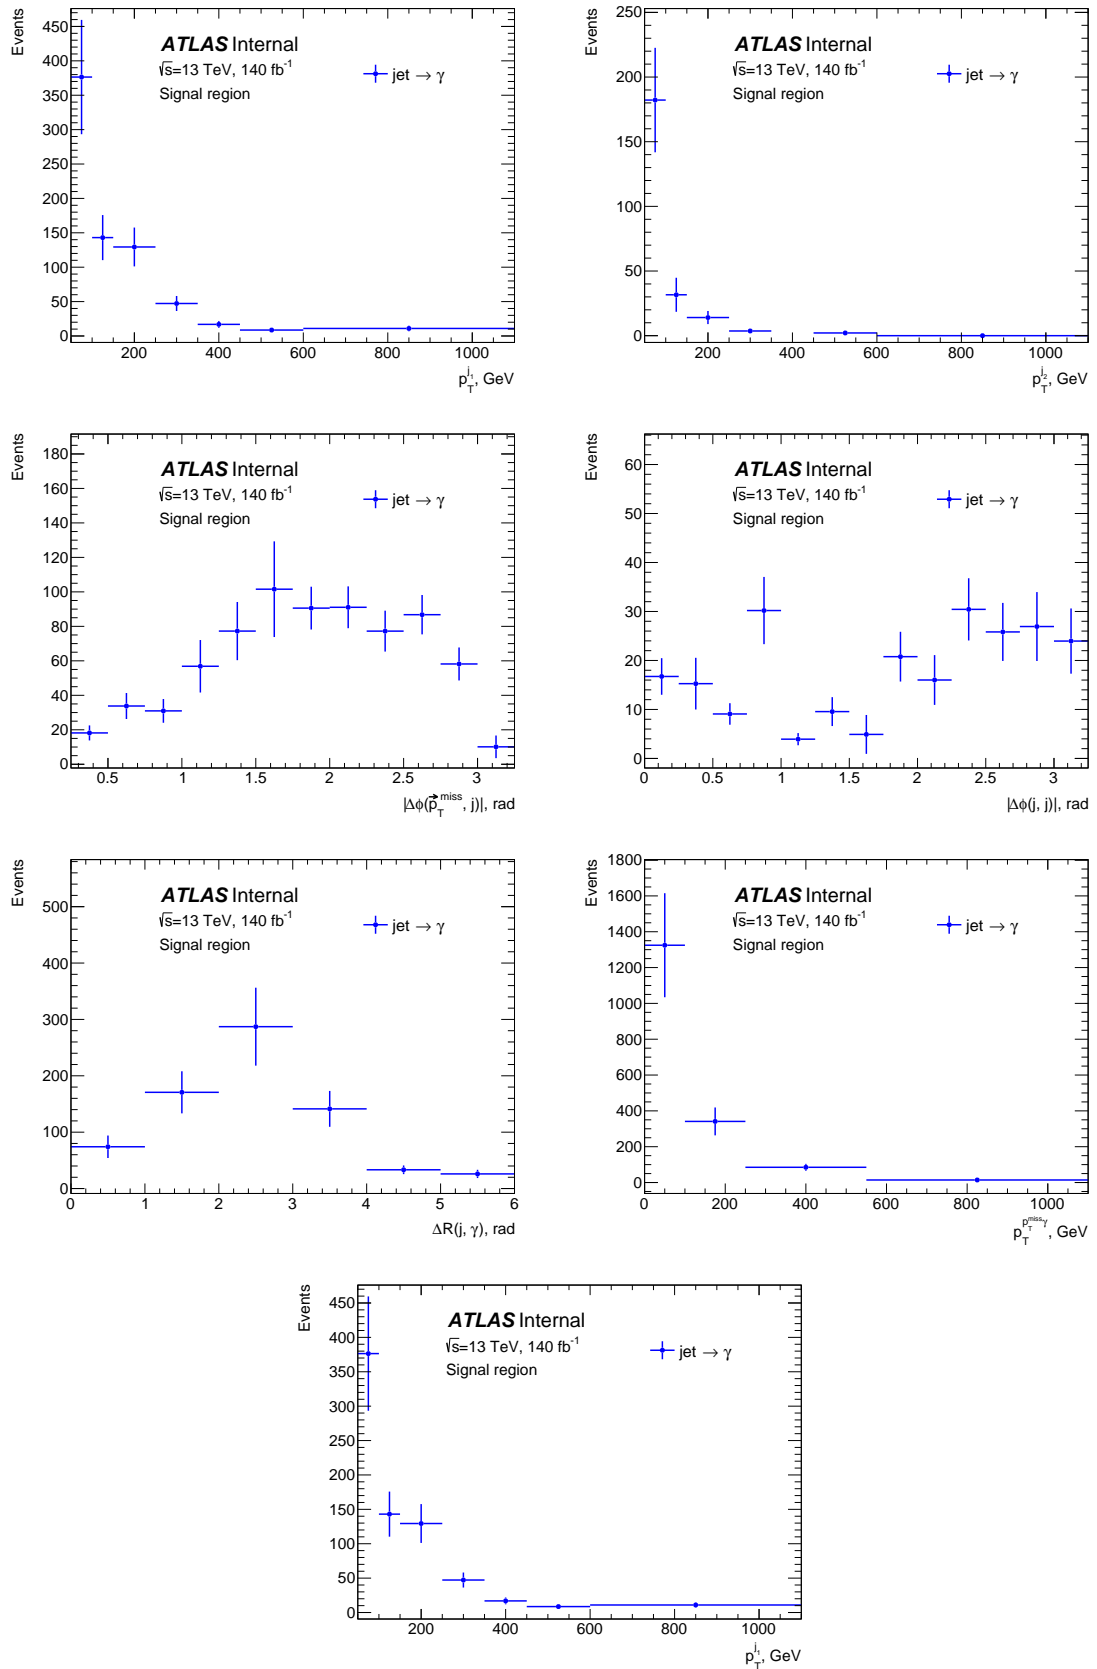 Events
450
400
350
300
250
200
150
100
50
0
ATLAS Internal
√s=13 TeV, 140 fb⁻¹
Signal region
jet → γ
200 400 600 800 1000
p_T^{j₁}, GeV
Events
250
200
150
100
50
0
ATLAS Internal
√s=13 TeV, 140 fb⁻¹
Signal region
jet → γ
200 400 600 800 1000
p_T^{j₂}, GeV
Events
180
160
140
120
100
80
60
40
20
0
ATLAS Internal
√s=13 TeV, 140 fb⁻¹
Signal region
jet → γ
0.5 1 1.5 2 2.5 3
|Δϕ(p⃗_T^{miss}, j)|, rad
Events
60
50
40
30
20
10
0
ATLAS Internal
√s=13 TeV, 140 fb⁻¹
Signal region
jet → γ
0 0.5 1 1.5 2 2.5 3
|Δϕ(j, j)|, rad
Events
500
400
300
200
100
0
ATLAS Internal
√s=13 TeV, 140 fb⁻¹
Signal region
jet → γ
0 1 2 3 4 5 6
ΔR(j, γ), rad
Events
1800
1600
1400
1200
1000
800
600
400
200
0
ATLAS Internal
√s=13 TeV, 140 fb⁻¹
Signal region
jet → γ
0 200 400 600 800 1000
p_T^{p_T^{miss}γ}, GeV
Events
450
400
350
300
250
200
150
100
50
0
ATLAS Internal
√s=13 TeV, 140 fb⁻¹
Signal region
jet → γ
200 400 600 800 1000
p_T^{j₁}, GeV